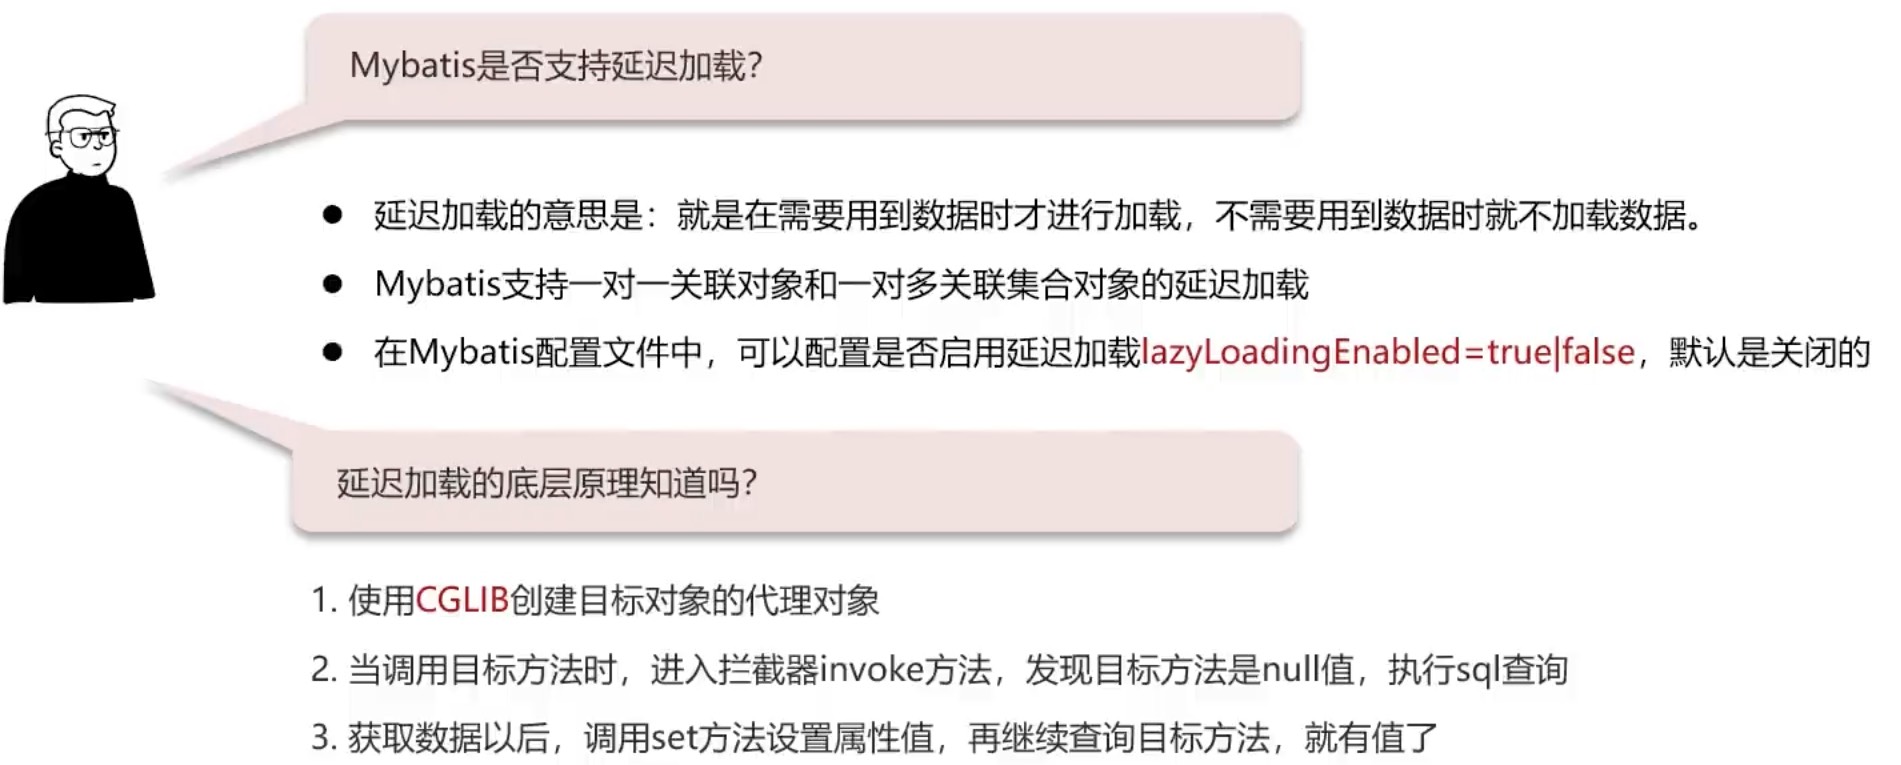 Mybatis是否支持延迟加载？
● 延迟加载的意思是：就是在需要用到数据时才进行加载，不需要用到数据时就不加载数据。
● Mybatis支持一对一关联对象和一对多关联集合对象的延迟加载
● 在Mybatis配置文件中，可以配置是否启用延迟加载lazyLoadingEnabled=true|false，默认是关闭的
延迟加载的底层原理知道吗？
1. 使用CGLIB创建目标对象的代理对象
2. 当调用目标方法时，进入拦截器invoke方法，发现目标方法是null值，执行sql查询
3. 获取数据以后，调用set方法设置属性值，再继续查询目标方法，就有值了